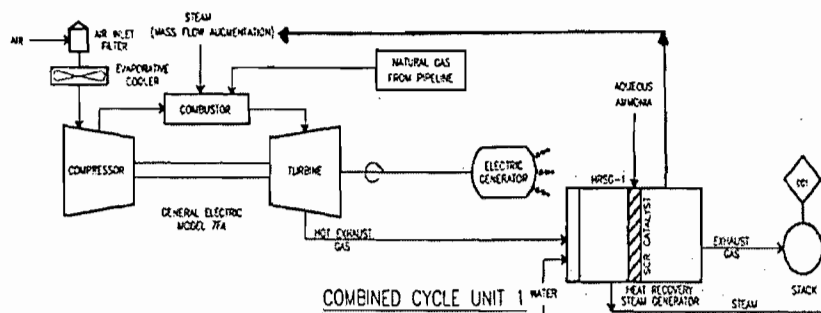 STEAM
(MASS FLOW AUGMENTATION)
AIR
AIR INLET
FILTER
EVAPORATIVE
COOLER
NATURAL GAS
FROM PIPELINE
COMBUSTOR
AQUEOUS
AMMONIA
COMPRESSOR
TURBINE
ELECTRIC
GENERATOR
HRSG-1
SCR CATALYST
CC1
GENERAL ELECTRIC
MODEL 7FA
HOT EXHAUST
GAS
EXHAUST
GAS
STACK
COMBINED CYCLE UNIT 1
WATER
HEAT RECOVERY
STEAM GENERATOR
STEAM